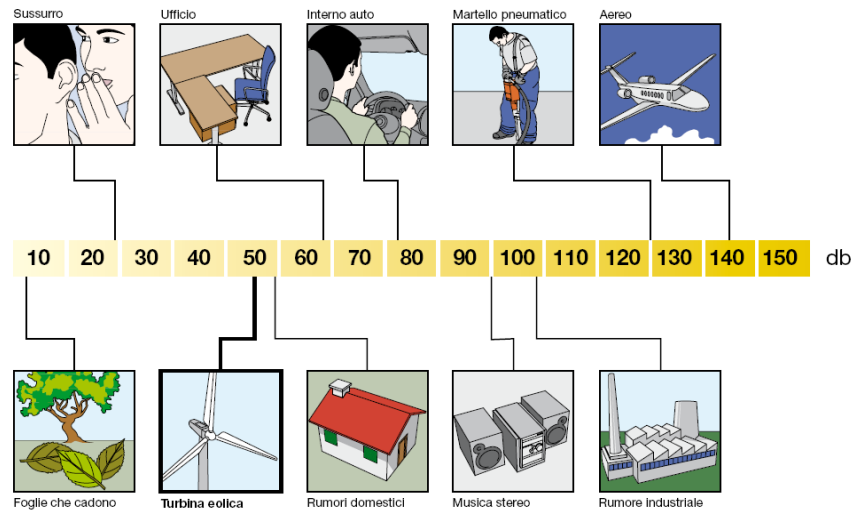 Sussurro
Ufficio
Interno auto
Martello pneumatico
Aereo
10 20 30 40 50 60 70 80 90 100 110 120 130 140 150 db
Foglie che cadono
Turbina eolica
Rumori domestici
Musica stereo
Rumore industriale